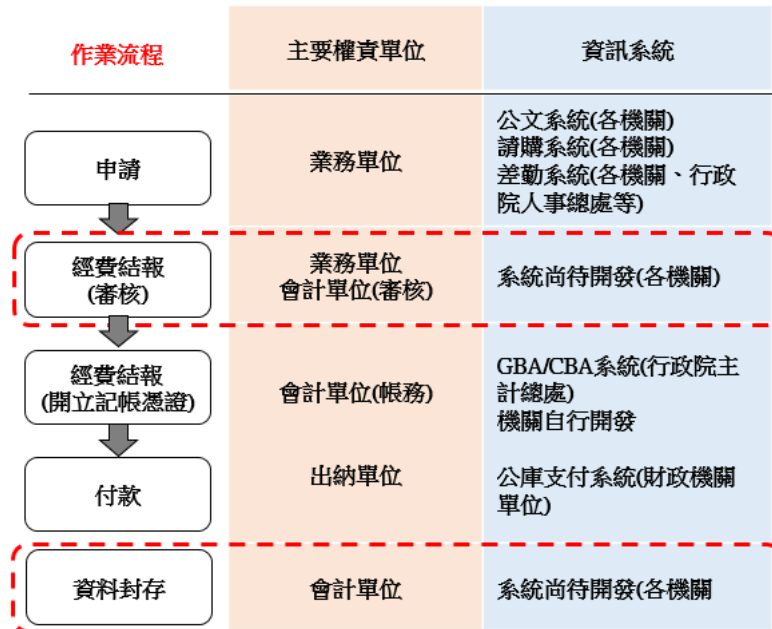 作業流程
主要權責單位
資訊系統
申請
業務單位
公文系統(各機關)
請購系統(各機關)
差勤系統(各機關、行政
院人事總處等)
經費結報
(審核)
業務單位
會計單位(審核)
系統尚待開發(各機關)
經費結報
(開立記帳憑證)
會計單位(帳務)
GBA/CBA系統(行政院主
計總處)
機關自行開發
付款
出納單位
公庫支付系統(財政機關
單位)
資料封存
會計單位
系統尚待開發(各機關